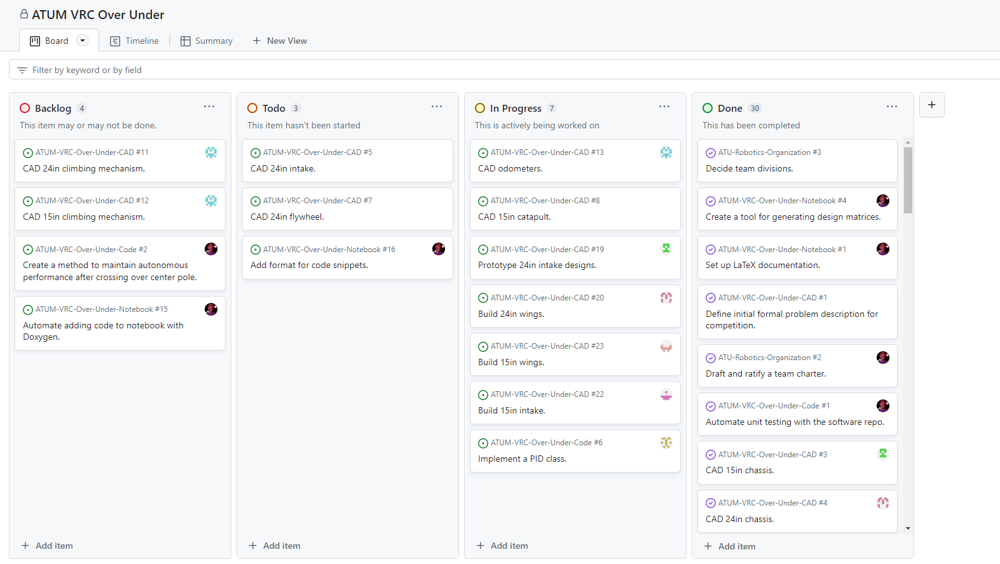 ATUM VRC Over Under
Board
Timeline
Summary
New View
Filter by keyword or by field
Backlog 4
This item may or may not be done.
ATUM-VRC-Over-Under-CAD #11
CAD 24in climbing mechanism.
ATUM-VRC-Over-Under-CAD #12
CAD 15in climbing mechanism.
ATUM-VRC-Over-Under-Code #2
Create a method to maintain autonomous
performance after crossing over center pole.
ATUM-VRC-Over-Under-Notebook #15
Automate adding code to notebook with
Doxygen.
Add item
Todo 3
This item hasn't been started
ATUM-VRC-Over-Under-CAD #5
CAD 24in intake.
ATUM-VRC-Over-Under-CAD #7
CAD 24in flywheel.
ATUM-VRC-Over-Under-Notebook #16
Add format for code snippets.
Add item
In Progress 7
This is actively being worked on
ATUM-VRC-Over-Under-CAD #13
CAD odometers.
ATUM-VRC-Over-Under-CAD #8
CAD 15in catapult.
ATUM-VRC-Over-Under-CAD #19
Prototype 24in intake designs.
ATUM-VRC-Over-Under-CAD #20
Build 24in wings.
ATUM-VRC-Over-Under-CAD #23
Build 15in wings.
ATUM-VRC-Over-Under-CAD #22
Build 15in intake.
ATUM-VRC-Over-Under-Code #6
Implement a PID class.
Add item
Done 30
This has been completed
ATU-Robotics-Organization #3
Decide team divisions.
ATUM-VRC-Over-Under-Notebook #4
Create a tool for generating design matrices.
ATUM-VRC-Over-Under-Notebook #1
Set up LaTeX documentation.
ATUM-VRC-Over-Under-CAD #1
Define initial formal problem description for
competition.
ATU-Robotics-Organization #2
Draft and ratify a team charter.
ATUM-VRC-Over-Under-Code #1
Automate unit testing with the software repo.
ATUM-VRC-Over-Under-CAD #3
CAD 15in chassis.
ATUM-VRC-Over-Under-CAD #4
CAD 24in chassis.
Add item